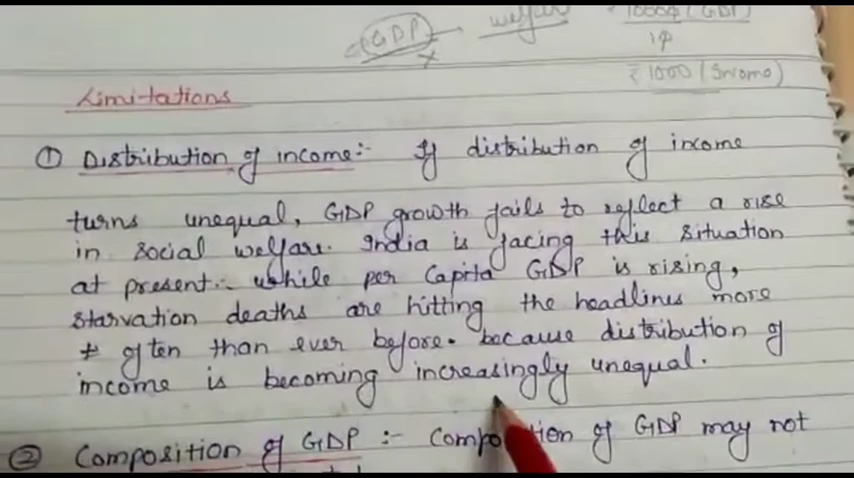 GDP → welfare
10000 (GDP)
10
₹1000 (Income)
Limitations
① Distribution of income:- If distribution of income
turns unequal, GDP growth fails to reflect a rise
in social welfare. India is facing this situation
at present. While per Capita GDP is rising,
starvation deaths are hitting the headlines more
often than ever before. because distribution of
income is becoming increasingly unequal.
② Composition of GDP :- Composition of GDP may not